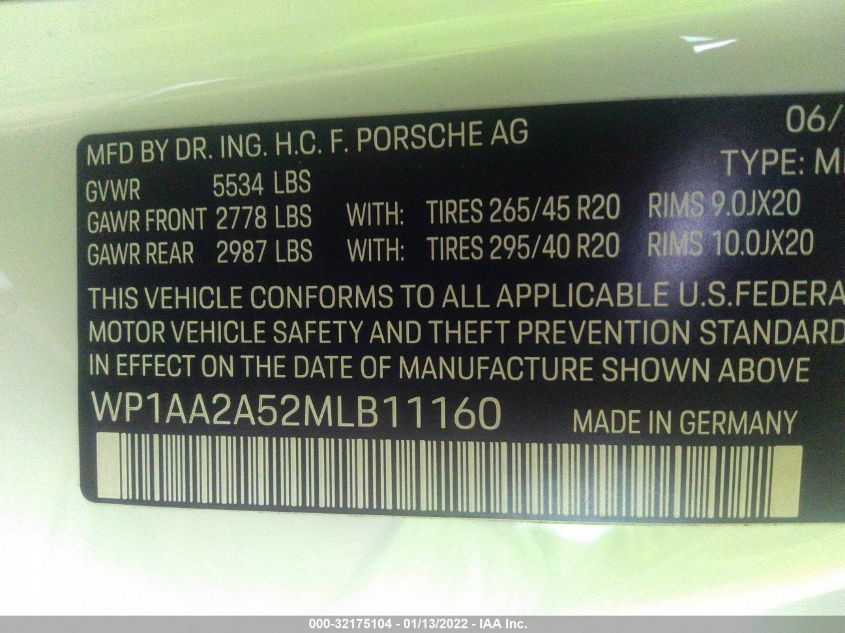 MFD BY DR. ING. H.C. F. PORSCHE AG 06/
GVWR 5534 LBS TYPE:
GAWR FRONT 2778 LBS WITH: TIRES 265/45 R20 RIMS 9.0JX20
GAWR REAR 2987 LBS WITH: TIRES 295/40 R20 RIMS 10.0JX20
THIS VEHICLE CONFORMS TO ALL APPLICABLE U.S.FEDERA
MOTOR VEHICLE SAFETY AND THEFT PREVENTION STANDARD
IN EFFECT ON THE DATE OF MANUFACTURE SHOWN ABOVE
WP1AA2A52MLB11160 MADE IN GERMANY
000-32175104 - 01/13/2022 - IAA Inc.